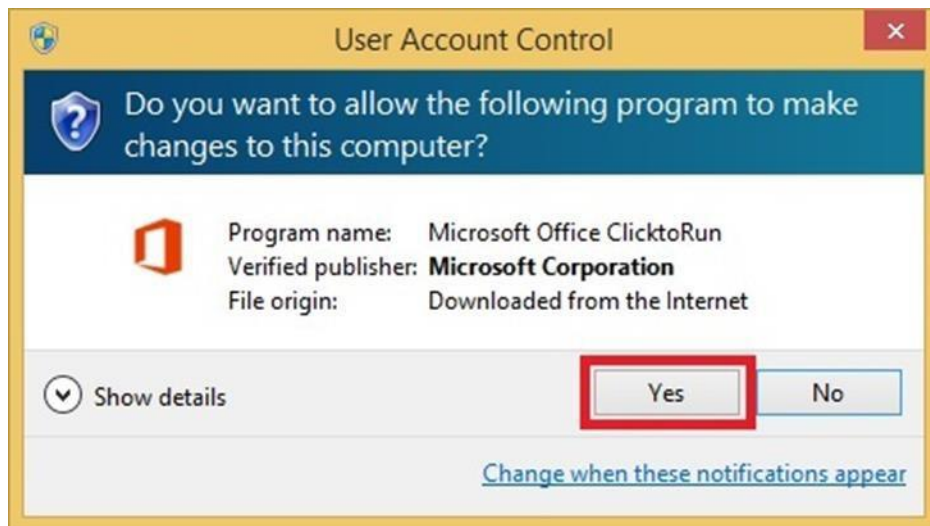 User Account Control
Do you want to allow the following program to make
changes to this computer?
Program name: Microsoft Office ClicktoRun
Verified publisher: Microsoft Corporation
File origin: Downloaded from the Internet
Show details
Yes
No
Change when these notifications appear